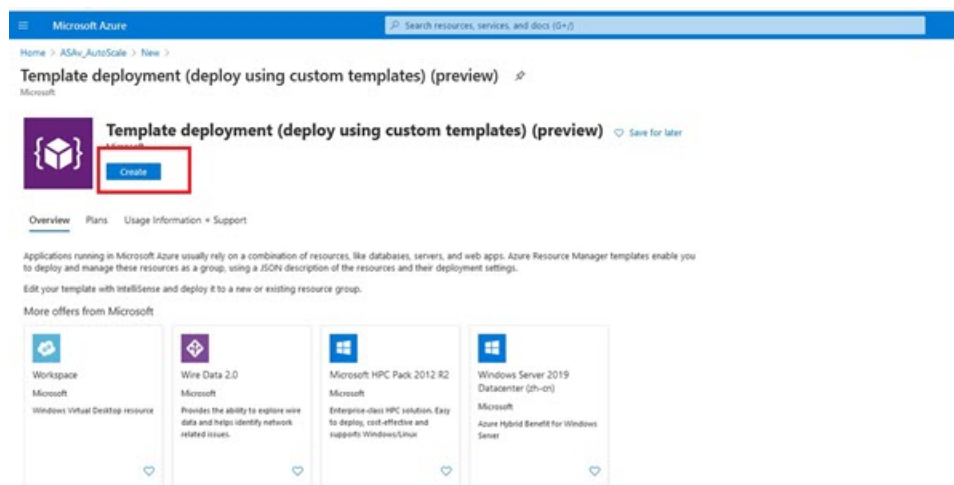 Microsoft Azure
Search resources, services, and docs (G+/)
Home > ASAv_AutoScale > New >
Template deployment (deploy using custom templates) (preview)
Microsoft
Template deployment (deploy using custom templates) (preview)
Save for later
Microsoft
Create
Overview Plans Usage Information + Support
Applications running in Microsoft Azure usually rely on a combination of resources, like databases, servers, and web apps. Azure Resource Manager templates enable you
to deploy and manage these resources as a group, using a JSON description of the resources and their deployment settings.
Edit your template with IntelliSense and deploy it to a new or existing resource group.
More offers from Microsoft
Workspace
Microsoft
Windows Virtual Desktop resource
Wire Data 2.0
Microsoft
Provides the ability to explore wire
data and helps identify network
related issues.
Microsoft HPC Pack 2012 R2
Microsoft
Enterprise-class HPC solution. Easy
to deploy, cost-effective and
supports Windows/Linux
Windows Server 2019
Datacenter (zh-cn)
Microsoft
Azure Hybrid Benefit for Windows
Server